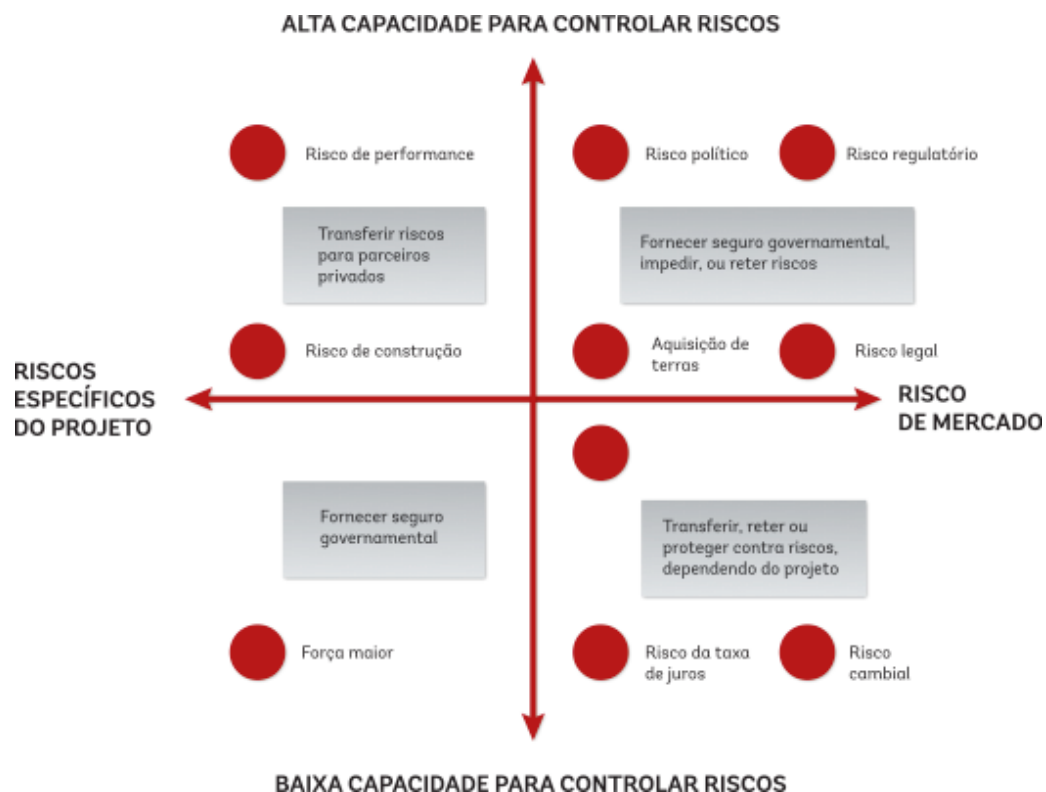 ALTA CAPACIDADE PARA CONTROLAR RISCOS
Risco de performance
Risco político
Risco regulatório
Transferir riscos
para parceiros
privados
Fornecer seguro governamental,
impedir, ou reter riscos
Risco de construção
Aquisição de
terras
Risco legal
RISCOS
ESPECÍFICOS
DO PROJETO
RISCO
DE MERCADO
Fornecer seguro
governamental
Transferir, reter ou
proteger contra riscos,
dependendo do projeto
Força maior
Risco da taxa
de juros
Risco
cambial
BAIXA CAPACIDADE PARA CONTROLAR RISCOS